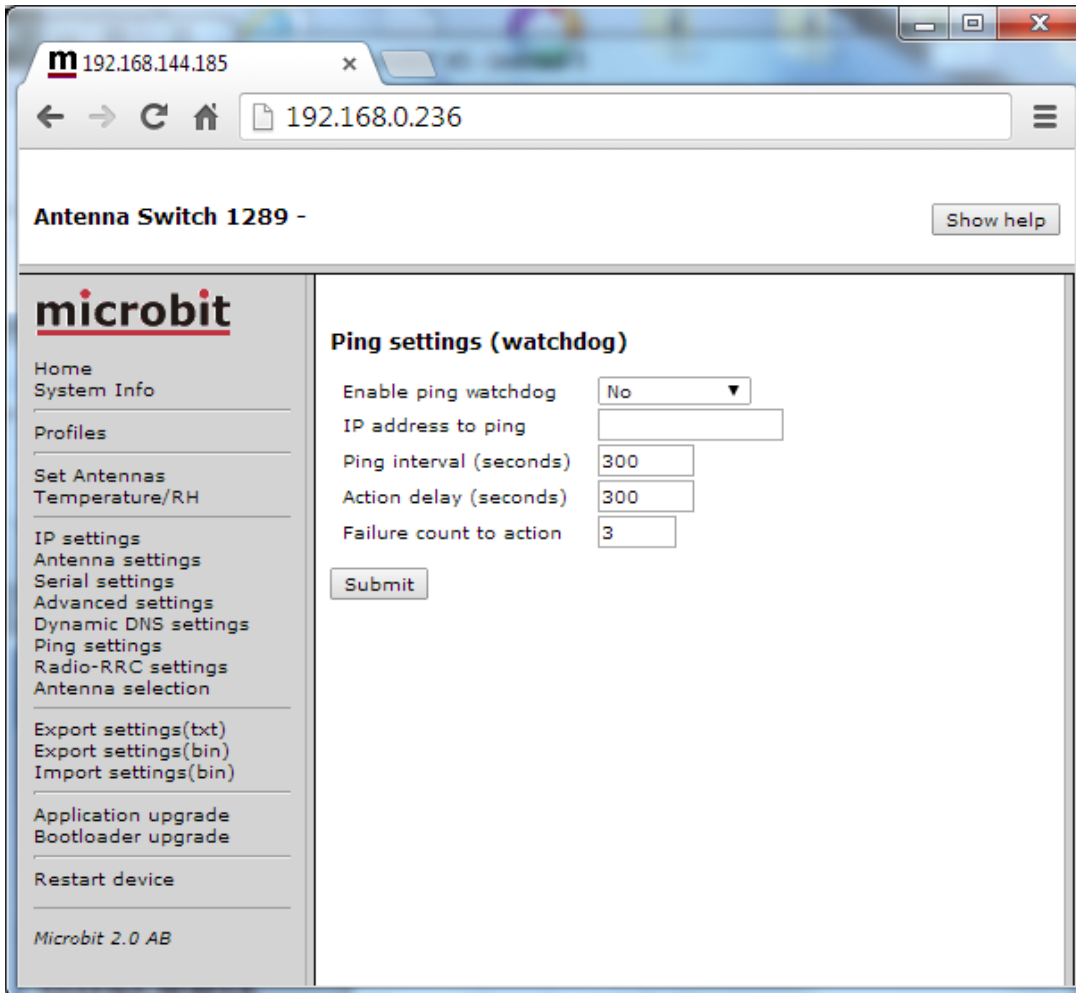 192.168.144.185
192.168.0.236
Antenna Switch 1289 -
Show help
microbit
Home
System Info
Profiles
Set Antennas
Temperature/RH
IP settings
Antenna settings
Serial settings
Advanced settings
Dynamic DNS settings
Ping settings
Radio-RRC settings
Antenna selection
Export settings(txt)
Export settings(bin)
Import settings(bin)
Application upgrade
Bootloader upgrade
Restart device
Microbit 2.0 AB
Ping settings (watchdog)
Enable ping watchdog No
IP address to ping
Ping interval (seconds) 300
Action delay (seconds) 300
Failure count to action 3
Submit